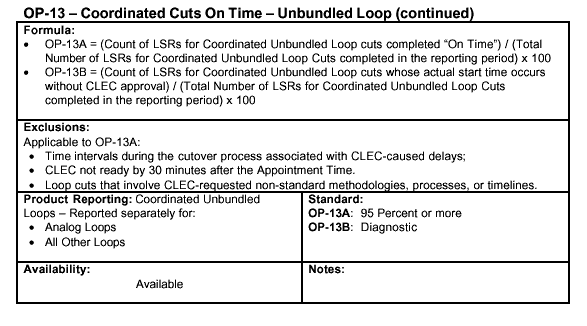 OP-13 – Coordinated Cuts On Time – Unbundled Loop (continued)
Formula:
• OP-13A = (Count of LSRs for Coordinated Unbundled Loop cuts completed “On Time”) / (Total
Number of LSRs for Coordinated Unbundled Loop Cuts completed in the reporting period) x 100
• OP-13B = (Count of LSRs for Coordinated Unbundled Loop cuts whose actual start time occurs
without CLEC approval) / (Total Number of LSRs for Coordinated Unbundled Loop Cuts
completed in the reporting period) x 100
Exclusions:
Applicable to OP-13A:
• Time intervals during the cutover process associated with CLEC-caused delays;
• CLEC not ready by 30 minutes after the Appointment Time.
• Loop cuts that involve CLEC-requested non-standard methodologies, processes, or timelines.
Product Reporting: Coordinated Unbundled
Loops – Reported separately for:
• Analog Loops
• All Other Loops
Standard:
OP-13A: 95 Percent or more
OP-13B: Diagnostic
Availability:
Available
Notes: